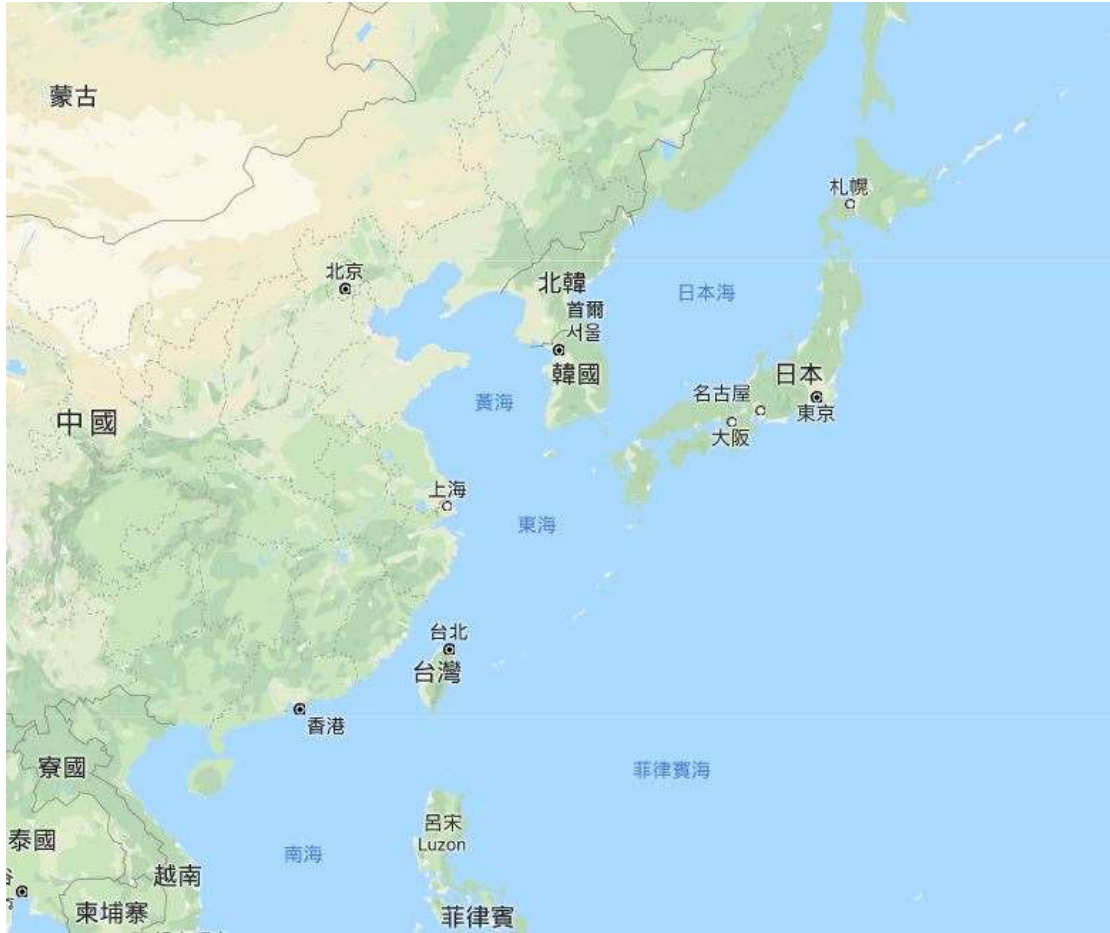 蒙古
札幌
北京
北韓
日本海
首爾
서울
韓國
日本
名古屋
黃海
東京
中國
大阪
上海
東海
台北
台灣
香港
寮國
菲律賓海
呂宋
Luzon
泰國
南海
越南
柬埔寨
菲律賓